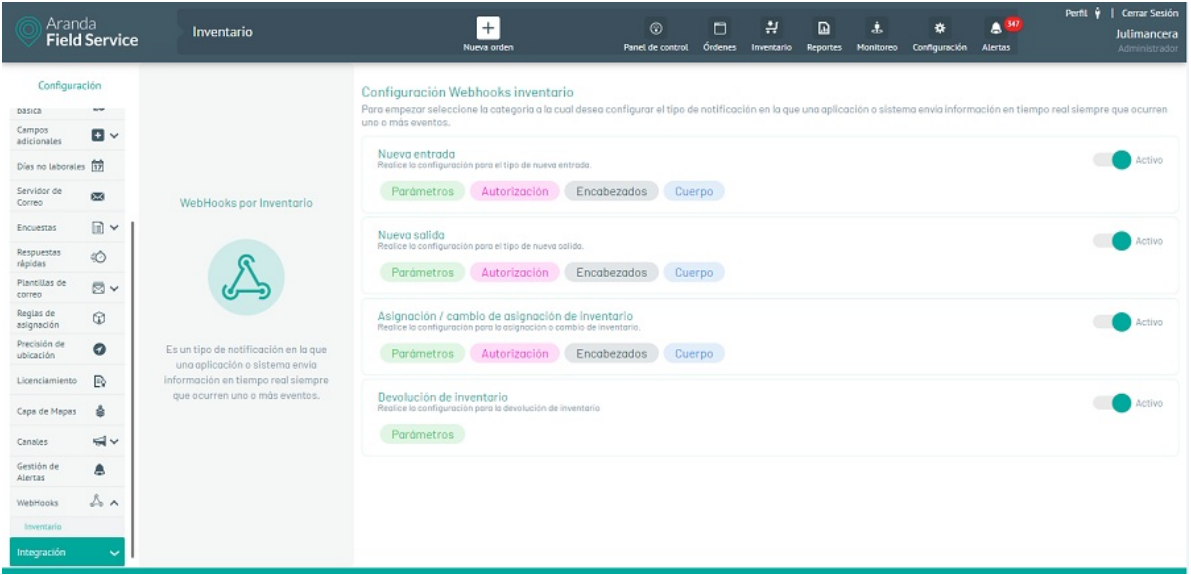 Aranda
Field Service
Inventario
Nueva orden
Panel de control
Órdenes
Inventario
Reportes
Monitoreo
Configuración
Alertas
347
Perfil | Cerrar Sesión
Julimancera
Administrador
Configuración
básica
Campos
adicionales
Días no laborales
17
Servidor de
Correo
Encuestas
Respuestas
rápidas
Plantillas de
correo
Reglas de
asignación
Precisión de
ubicación
Licenciamiento
Capa de Mapas
Canales
Gestión de
Alertas
WebHooks
Inventario
Integración
WebHooks por Inventario
Es un tipo de notificación en la que
una aplicación o sistema envía
información en tiempo real siempre
que ocurren uno o más eventos.
Configuración Webhooks inventario
Para empezar seleccione la categoría a la cual desea configurar el tipo de notificación en la que una aplicación o sistema envía información en tiempo real siempre que ocurren
uno o más eventos.
Nueva entrada
Realice la configuración para el tipo de nueva entrada.
Activo
Parámetros Autorización Encabezados Cuerpo
Nueva salida
Realice la configuración para el tipo de nueva salida.
Activo
Parámetros Autorización Encabezados Cuerpo
Asignación / cambio de asignación de inventario
Realice la configuración para la asignación o cambio de inventario.
Activo
Parámetros Autorización Encabezados Cuerpo
Devolución de inventario
Realice la configuración para la devolución de inventario
Activo
Parámetros